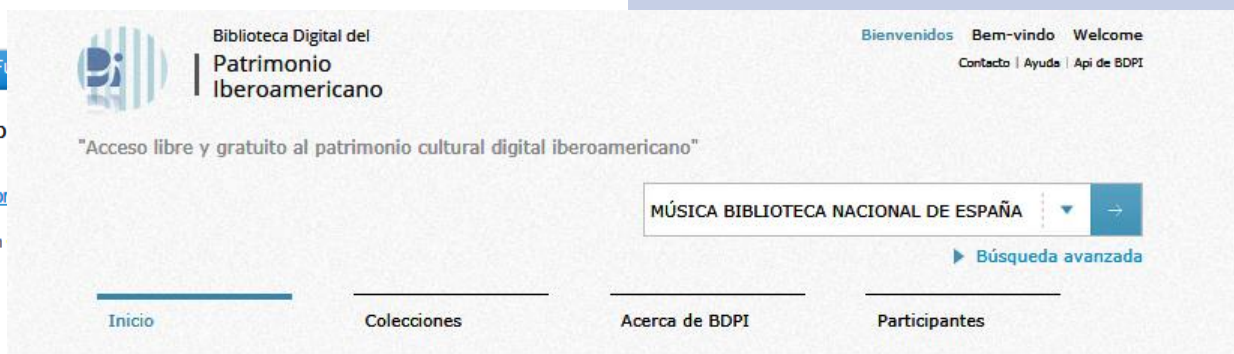 Biblioteca Digital del
Patrimonio
Iberoamericano
Bienvenidos Bem-vindo Welcome
Contacto | Ayuda | Api de BDPI
"Acceso libre y gratuito al patrimonio cultural digital iberoamericano"
MÚSICA BIBLIOTECA NACIONAL DE ESPAÑA
Búsqueda avanzada
Inicio Colecciones Acerca de BDPI Participantes